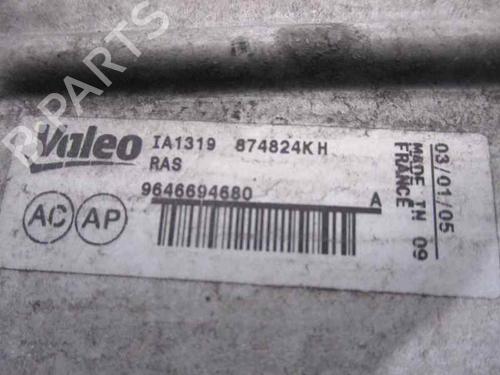 Valeo IA1319 874824KH
RAS
9646694680 A
AC AP
03/01/05
MADE IN 09
FRANCE
B-PARTS